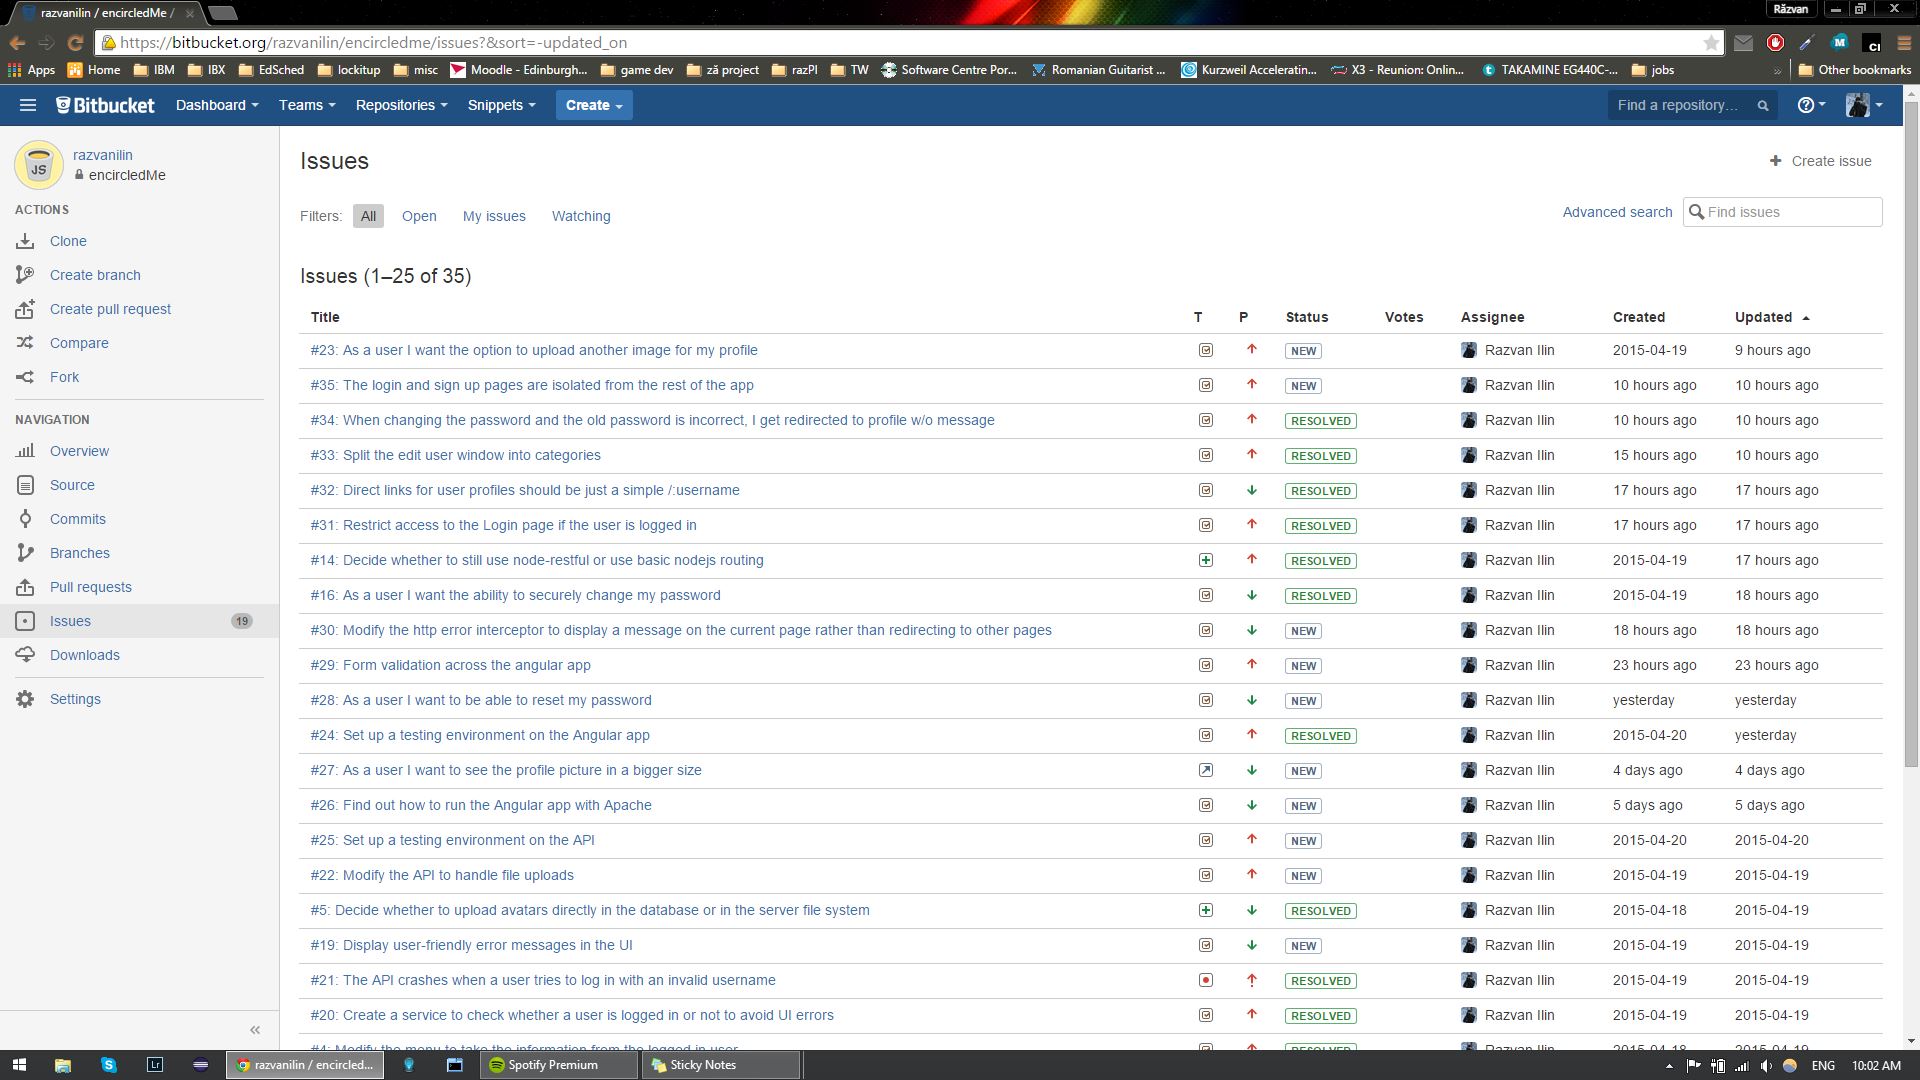 razvanilin / encircledMe /
Răzvan
https://bitbucket.org/razvanilin/encircledme/issues?&sort=-updated_on
CI
Apps Home IBM IBX EdSched lockitup misc Moodle - Edinburgh... game dev ză project razPI TW Software Centre Por... Romanian Guitarist ... Kurzweil Acceleratin... X3 - Reunion: Onlin... TAKAMINE EG440C-... jobs » Other bookmarks
Bitbucket Dashboard Teams Repositories Snippets Create Find a repository...
JS
razvanilin
encircledMe
ACTIONS
Clone
Create branch
Create pull request
Compare
Fork
NAVIGATION
Overview
Source
Commits
Branches
Pull requests
Issues 19
Downloads
Settings
«
Issues
+ Create issue
Filters: All Open My issues Watching
Advanced search Find issues
Issues (1–25 of 35)
Title T P Status Votes Assignee Created Updated
#23: As a user I want the option to upload another image for my profile NEW Razvan Ilin 2015-04-19 9 hours ago
#35: The login and sign up pages are isolated from the rest of the app NEW Razvan Ilin 10 hours ago 10 hours ago
#34: When changing the password and the old password is incorrect, I get redirected to profile w/o message RESOLVED Razvan Ilin 10 hours ago 10 hours ago
#33: Split the edit user window into categories RESOLVED Razvan Ilin 15 hours ago 10 hours ago
#32: Direct links for user profiles should be just a simple /:username RESOLVED Razvan Ilin 17 hours ago 17 hours ago
#31: Restrict access to the Login page if the user is logged in RESOLVED Razvan Ilin 17 hours ago 17 hours ago
#14: Decide whether to still use node-restful or use basic nodejs routing RESOLVED Razvan Ilin 2015-04-19 17 hours ago
#16: As a user I want the ability to securely change my password RESOLVED Razvan Ilin 2015-04-19 18 hours ago
#30: Modify the http error interceptor to display a message on the current page rather than redirecting to other pages NEW Razvan Ilin 18 hours ago 18 hours ago
#29: Form validation across the angular app NEW Razvan Ilin 23 hours ago 23 hours ago
#28: As a user I want to be able to reset my password NEW Razvan Ilin yesterday yesterday
#24: Set up a testing environment on the Angular app RESOLVED Razvan Ilin 2015-04-20 yesterday
#27: As a user I want to see the profile picture in a bigger size NEW Razvan Ilin 4 days ago 4 days ago
#26: Find out how to run the Angular app with Apache NEW Razvan Ilin 5 days ago 5 days ago
#25: Set up a testing environment on the API NEW Razvan Ilin 2015-04-20 2015-04-20
#22: Modify the API to handle file uploads NEW Razvan Ilin 2015-04-19 2015-04-19
#5: Decide whether to upload avatars directly in the database or in the server file system RESOLVED Razvan Ilin 2015-04-18 2015-04-19
#19: Display user-friendly error messages in the UI NEW Razvan Ilin 2015-04-19 2015-04-19
#21: The API crashes when a user tries to log in with an invalid username RESOLVED Razvan Ilin 2015-04-19 2015-04-19
#20: Create a service to check whether a user is logged in or not to avoid UI errors RESOLVED Razvan Ilin 2015-04-19 2015-04-19
#4: Modify the menu to take the information from the logged in user RESOLVED Razvan Ilin 2015-04-18 2015-04-19
Lr razvanilin / encircled... Spotify Premium Sticky Notes ENG 10:02 AM